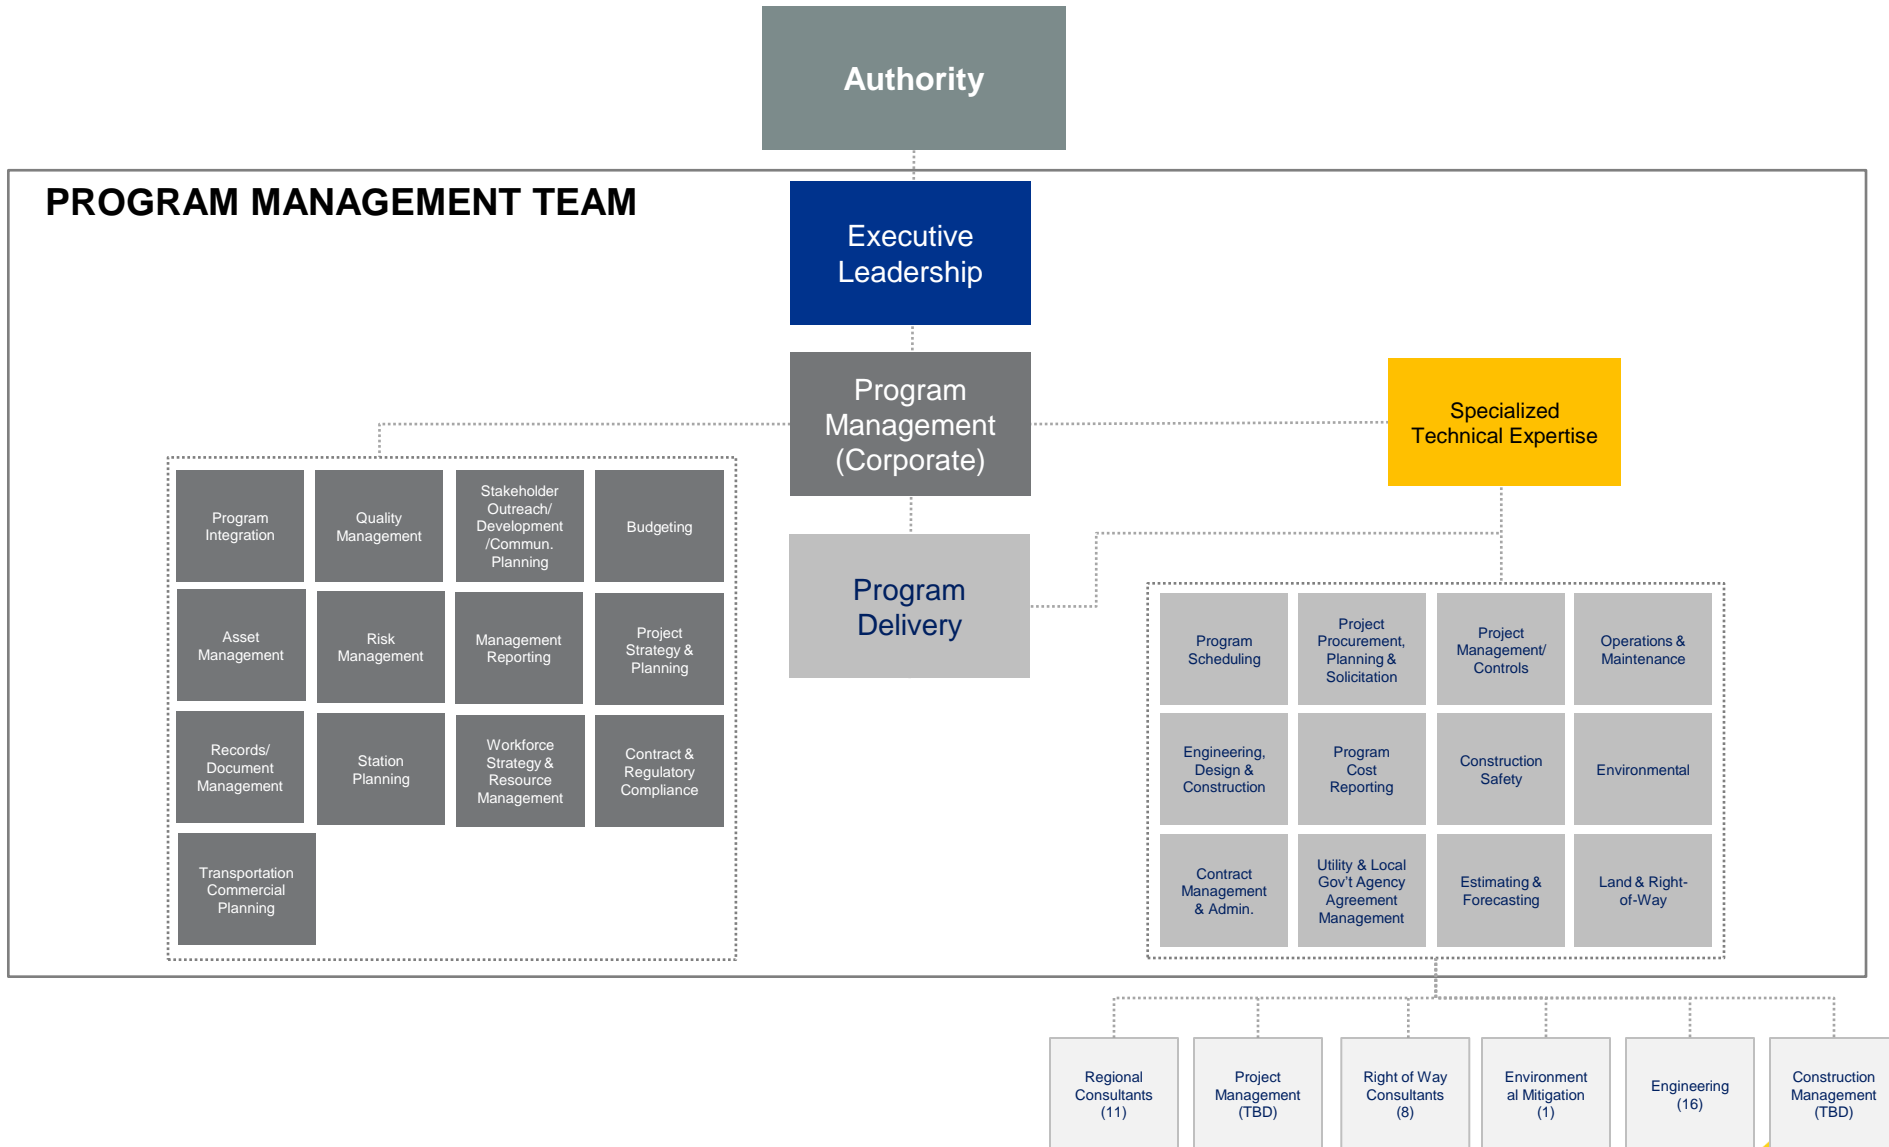 Authority
PROGRAM MANAGEMENT TEAM
Executive
Leadership
Program
Management
(Corporate)
Specialized
Technical Expertise
Program
Delivery
Program
Integration
Quality
Management
Stakeholder
Outreach/
Development
/Commun.
Planning
Budgeting
Asset
Management
Risk
Management
Management
Reporting
Project
Strategy &
Planning
Records/
Document
Management
Station
Planning
Workforce
Strategy &
Resource
Management
Contract &
Regulatory
Compliance
Transportation
Commercial
Planning
Program
Scheduling
Project
Procurement,
Planning &
Solicitation
Project
Management/
Controls
Operations &
Maintenance
Engineering,
Design &
Construction
Program
Cost
Reporting
Construction
Safety
Environmental
Contract
Management
& Admin.
Utility & Local
Gov't Agency
Agreement
Management
Estimating &
Forecasting
Land & Right-
of-Way
Regional
Consultants
(11)
Project
Management
(TBD)
Right of Way
Consultants
(8)
Environment
al Mitigation
(1)
Engineering
(16)
Construction
Management
(TBD)